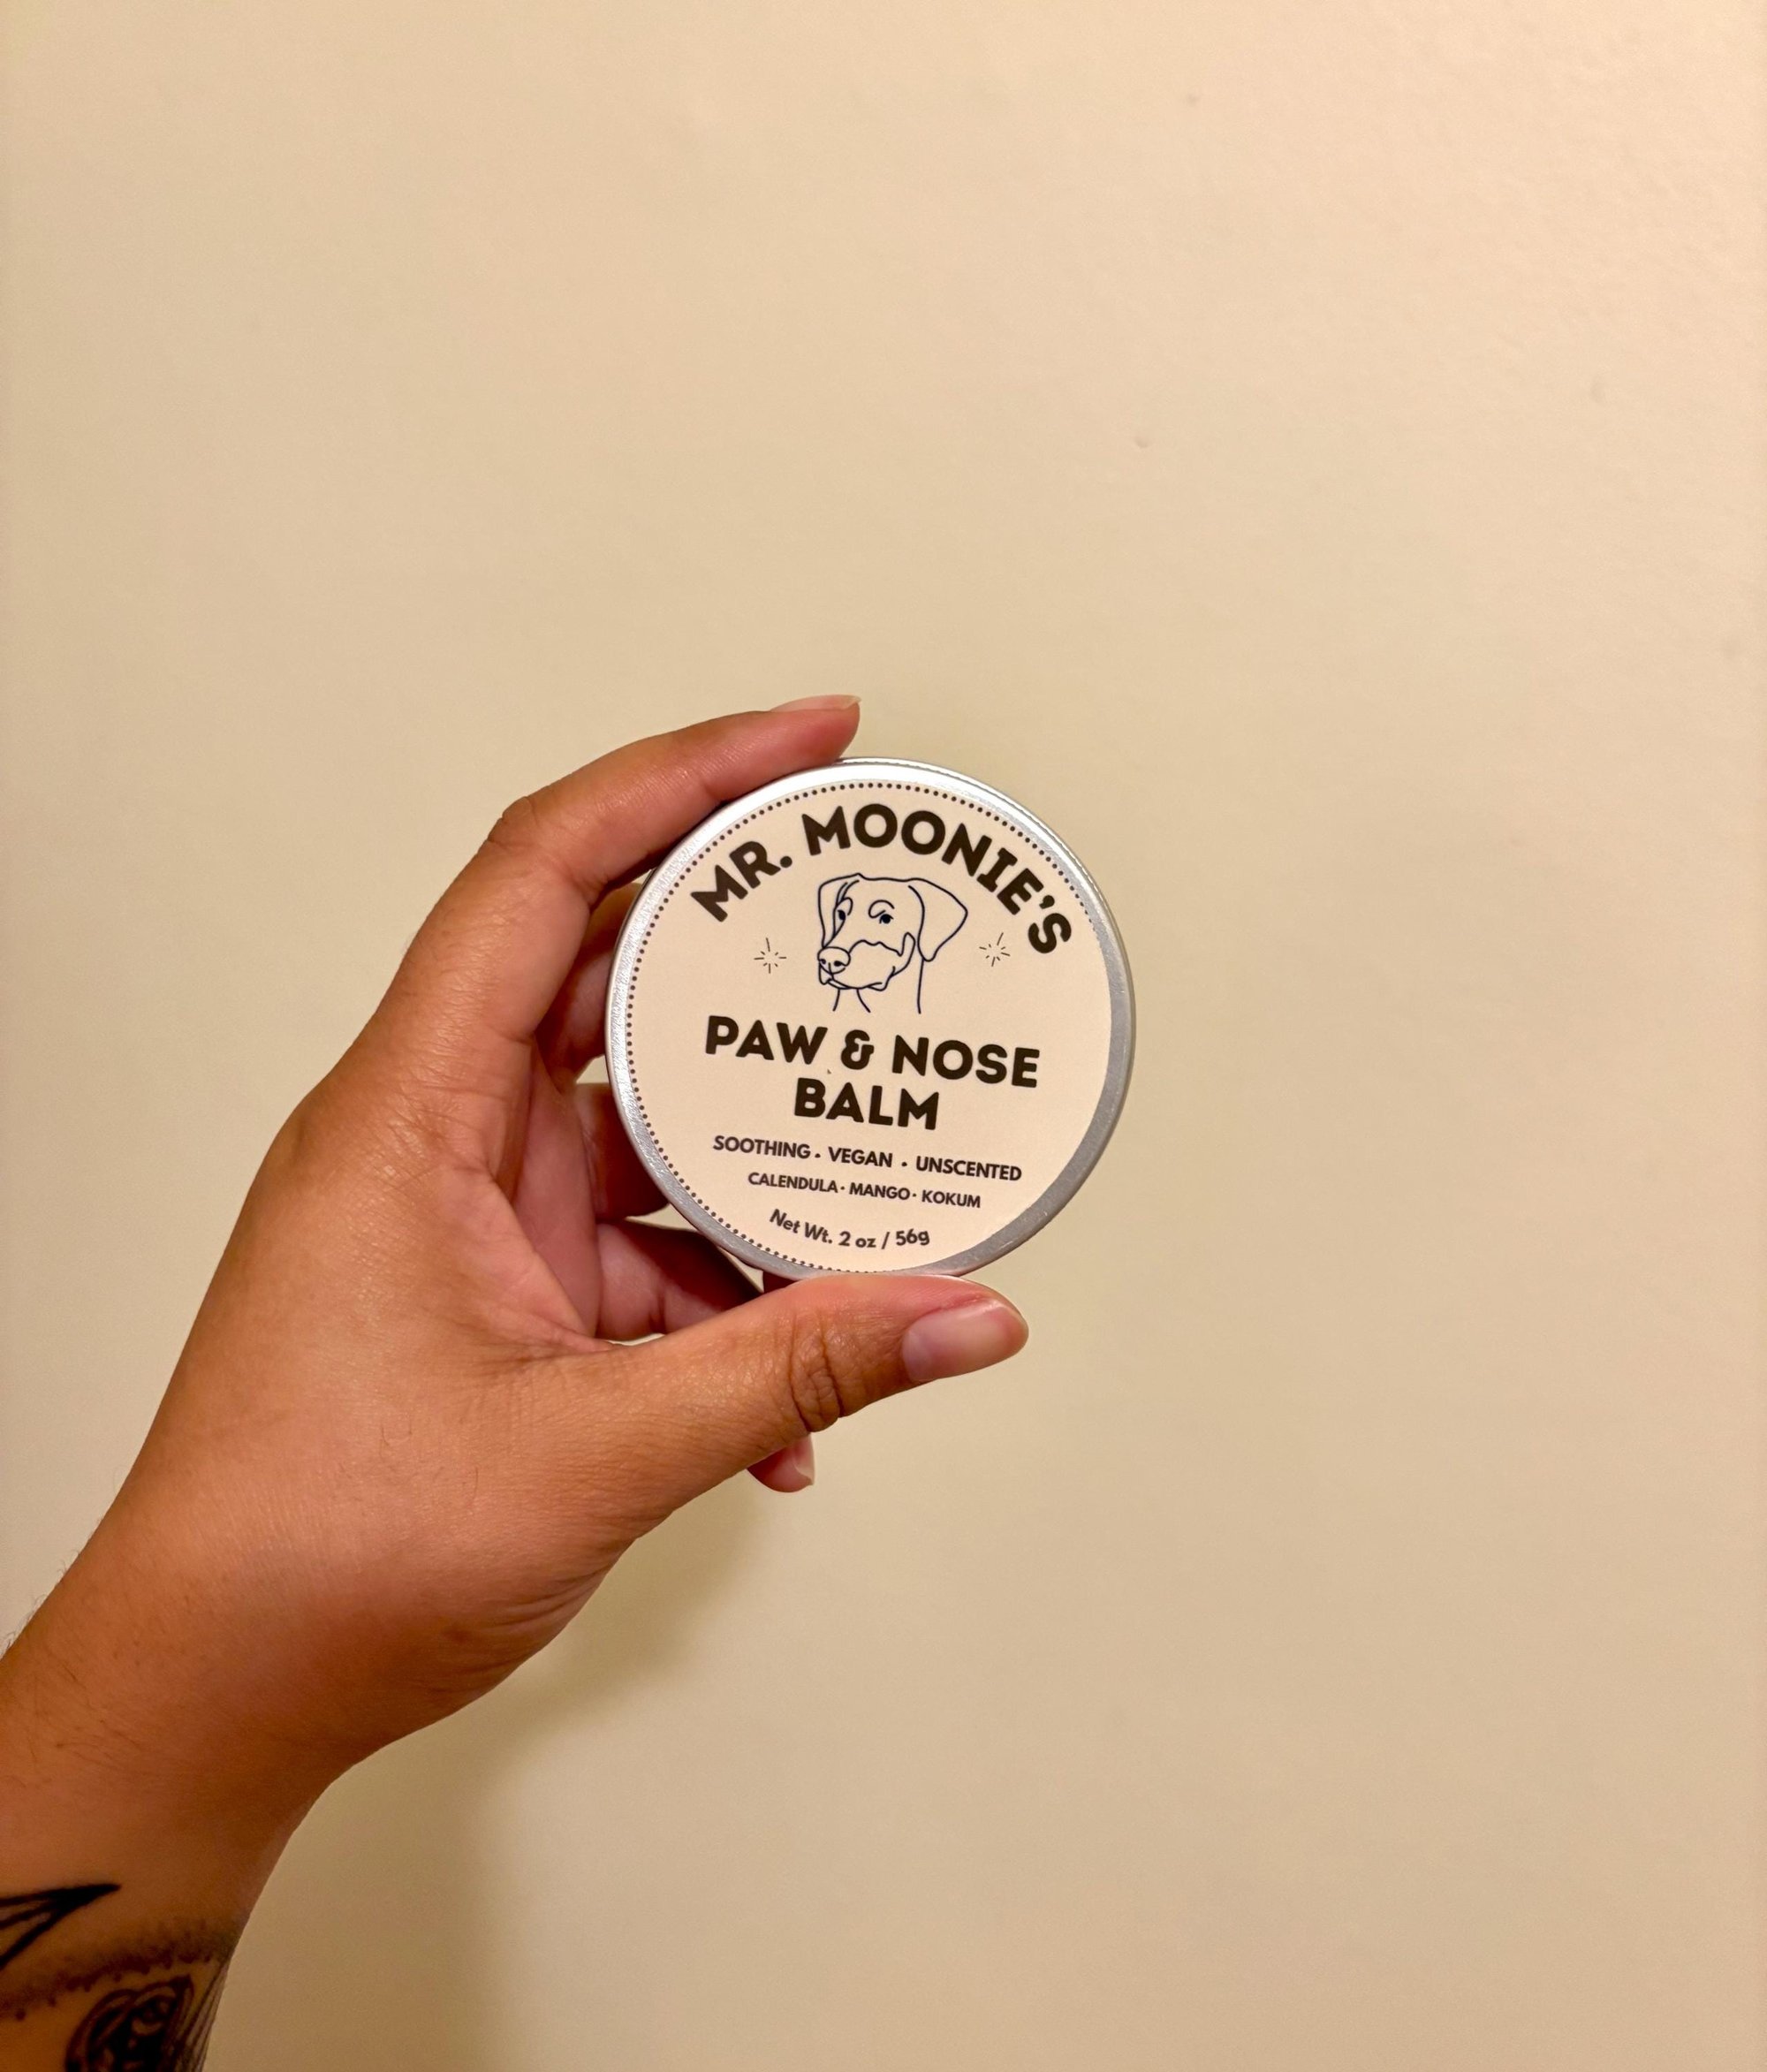 MR. MOONIE'S
PAW & NOSE
BALM
SOOTHING · VEGAN · UNSCENTED
CALENDULA · MANGO · KOKUM
Net Wt. 2 oz / 56g